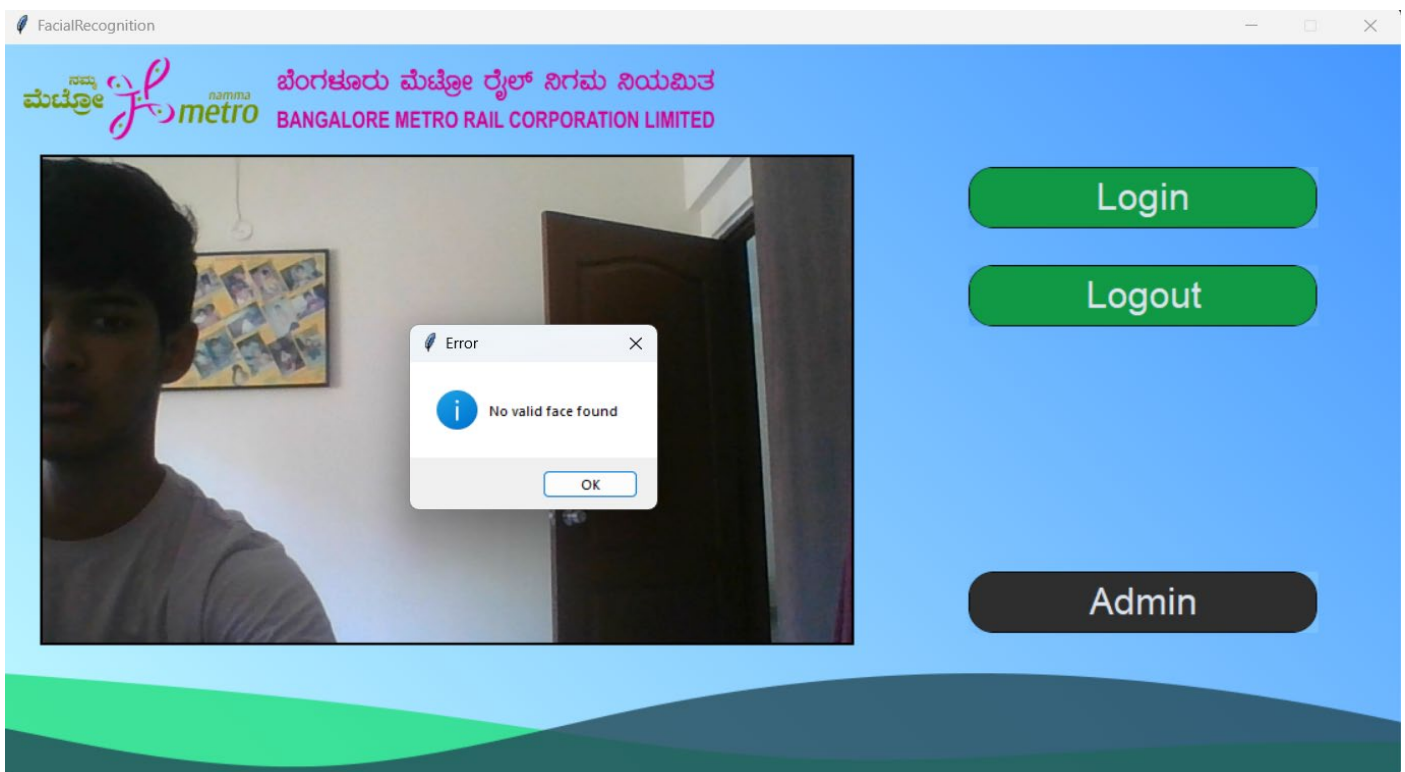 FacialRecognition
ನಮ್ಮ
ಮೆಟ್ರೋ
namma
metro
ಬೆಂಗಳೂರು ಮೆಟ್ರೋ ರೈಲ್ ನಿಗಮ ನಿಯಮಿತ
BANGALORE METRO RAIL CORPORATION LIMITED
Login
Logout
Error
No valid face found
OK
Admin